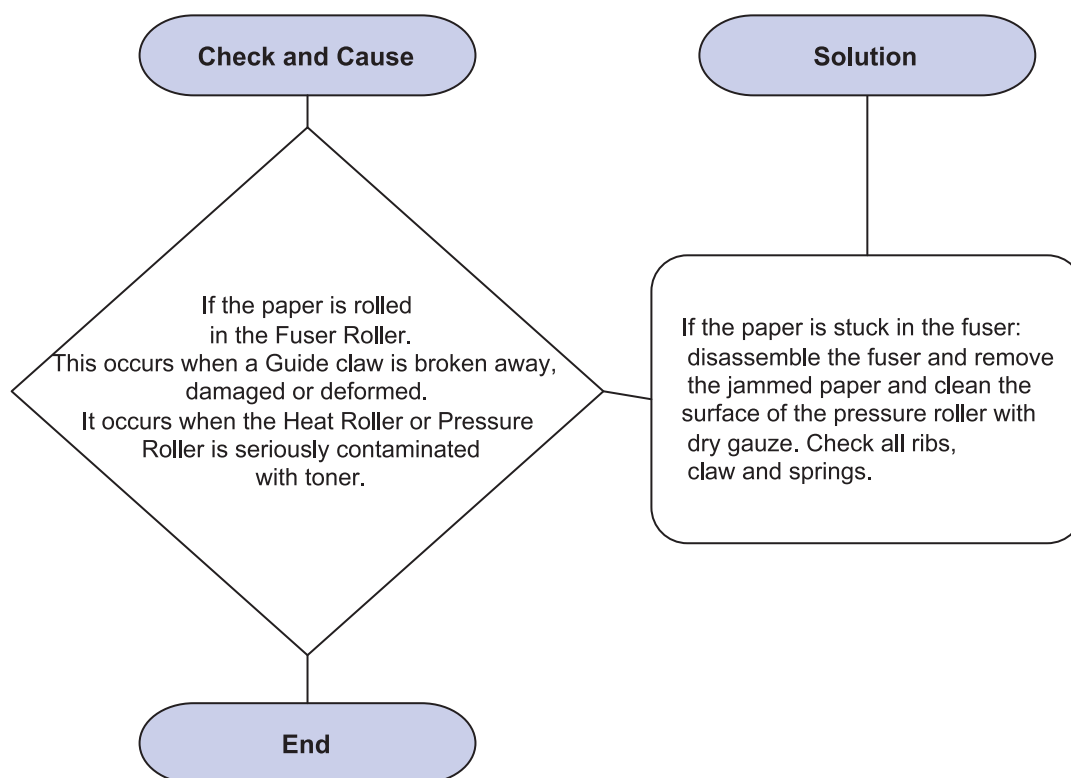 Check and Cause
Solution
If the paper is rolled
in the Fuser Roller.
This occurs when a Guide claw is broken away,
damaged or deformed.
It occurs when the Heat Roller or Pressure
Roller is seriously contaminated
with toner.
If the paper is stuck in the fuser:
disassemble the fuser and remove
the jammed paper and clean the
surface of the pressure roller with
dry gauze. Check all ribs,
claw and springs.
End